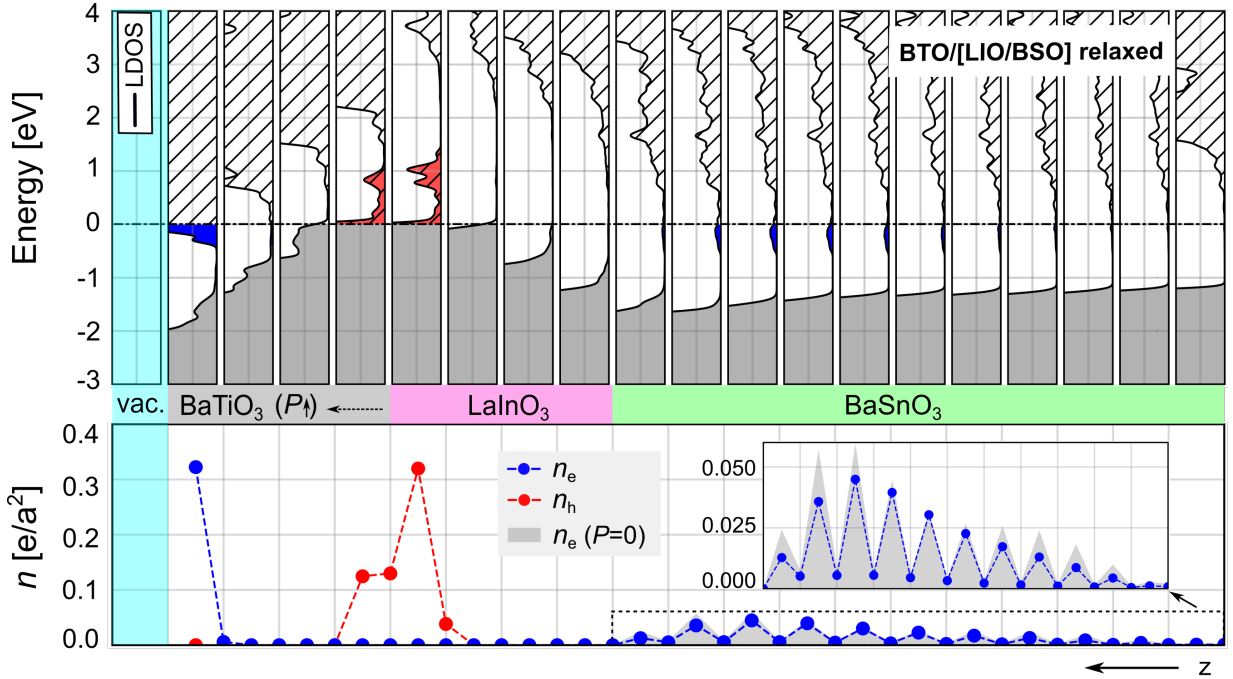 4
3
2
1
0
-1
-2
-3
Energy [eV]
LDOS
BTO/[LIO/BSO] relaxed
vac.
BaTiO₃ (P↑)
LaInO₃
BaSnO₃
0.4
0.3
0.2
0.1
0.0
n [e/a²]
nₑ
nₕ
nₑ (P=0)
0.050
0.025
0.000
z